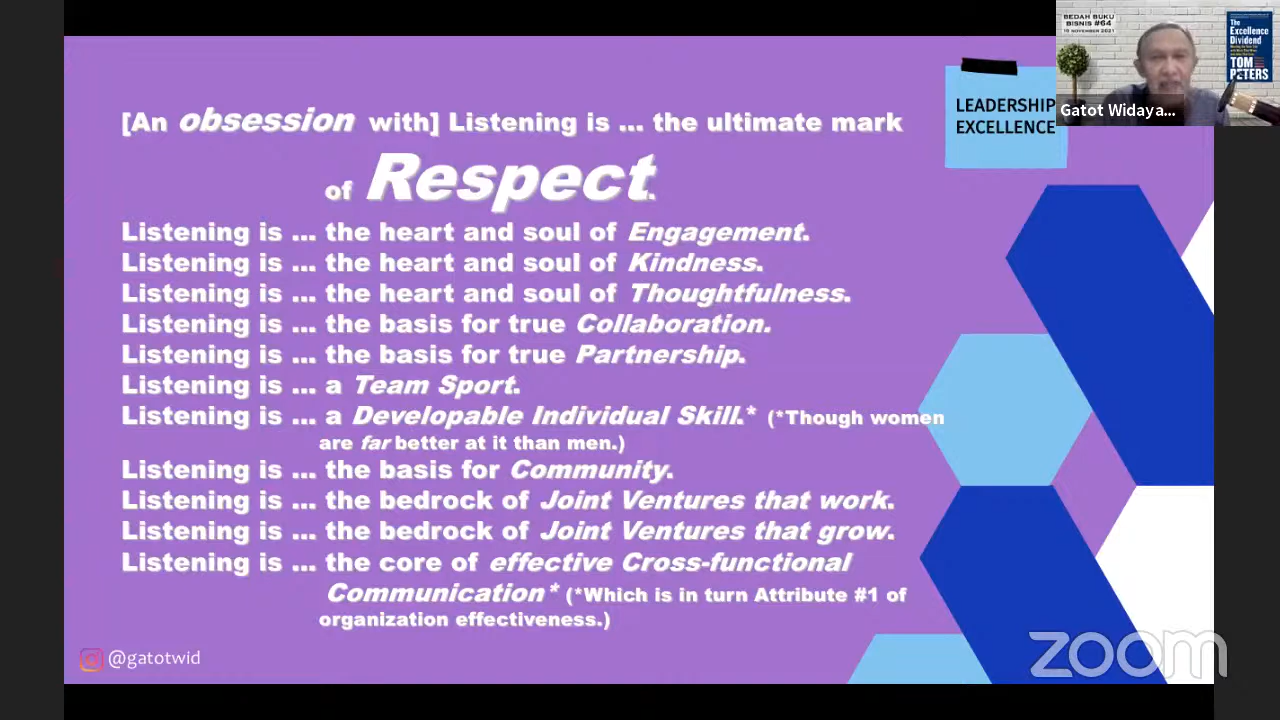 [An obsession with] Listening is ... the ultimate mark
of Respect.
Listening is ... the heart and soul of Engagement.
Listening is ... the heart and soul of Kindness.
Listening is ... the heart and soul of Thoughtfulness.
Listening is ... the basis for true Collaboration.
Listening is ... the basis for true Partnership.
Listening is ... a Team Sport.
Listening is ... a Developable Individual Skill.* (*Though women
are far better at it than men.)
Listening is ... the basis for Community.
Listening is ... the bedrock of Joint Ventures that work.
Listening is ... the bedrock of Joint Ventures that grow.
Listening is ... the core of effective Cross-functional
Communication* (*Which is in turn Attribute #1 of
organization effectiveness.)
@gatotwid
LEADERSHIP
EXCELLENCE
BEDAH BUKU
BISNIS #64
The
Excellence
Dividend
TOM
PETERS
Gatot Widaya...
zoom